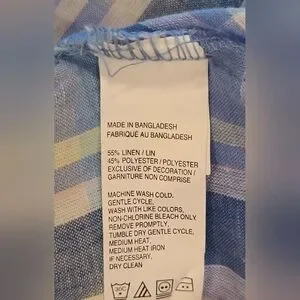 MADE IN BANGLADESH
FABRIQUÉ AU BANGLADESH
55% LINEN / LIN
45% POLYESTER / POLYESTER
EXCLUSIVE OF DECORATION /
GARNITURE NON COMPRISE
MACHINE WASH COLD.
GENTLE CYCLE,
WASH WITH LIKE COLORS,
NON-CHLORINE BLEACH ONLY
REMOVE PROMPTLY,
TUMBLE DRY GENTLE CYCLE,
MEDIUM HEAT,
MEDIUM HEAT IRON
IF NECESSARY,
DRY CLEAN
30C